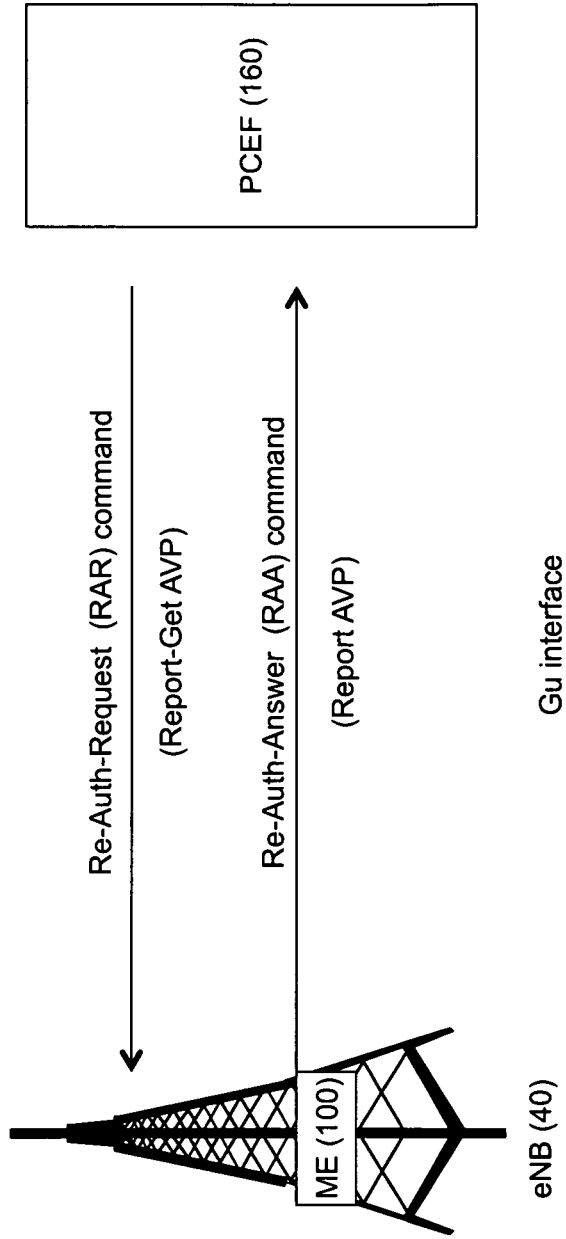 PCEF (160)
Re-Auth-Request (RAR) command
(Report-Get AVP)
Re-Auth-Answer (RAA) command
(Report AVP)
ME (100)
eNB (40)
Gu interface